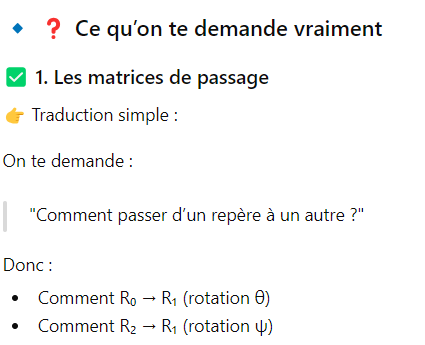 🔹 ❓ Ce qu’on te demande vraiment
✅ 1. Les matrices de passage
👉 Traduction simple :
On te demande :
"Comment passer d’un repère à un autre ?"
Donc :
• Comment R₀ → R₁ (rotation θ)
• Comment R₂ → R₁ (rotation ψ)